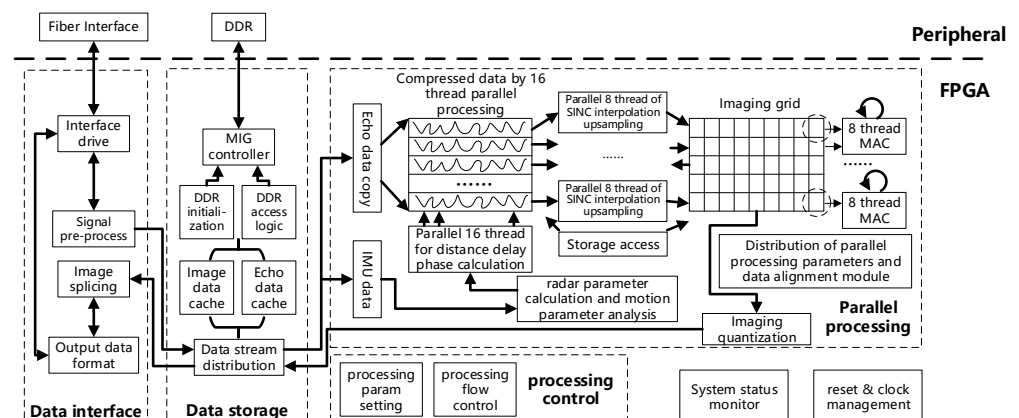 Fiber Interface
DDR
Peripheral
FPGA
Interface
drive
Signal
pre-process
Image
splicing
Output data
format
Data interface
MIG
controller
DDR
initiali-
zation
DDR
access
logic
Image
data
cache
Echo
data
cache
Data stream
distribution
Data storage
Compressed data by 16
thread parallel
processing
Echo data copy
......
Parallel 16 thread
for distance delay
phase calculation
IMU data
Parallel 8 thread of
SINC interpolation
upsampling
......
Parallel 8 thread of
SINC interpolation
upsampling
Storage access
radar parameter
calculation and motion
parameter analysis
Imaging grid
8 thread
MAC
......
8 thread
MAC
Distribution of parallel
processing parameters and
data alignment module
Imaging
quantization
Parallel
processing
processing
param
setting
processing
flow
control
processing
control
System status
monitor
reset & clock
management